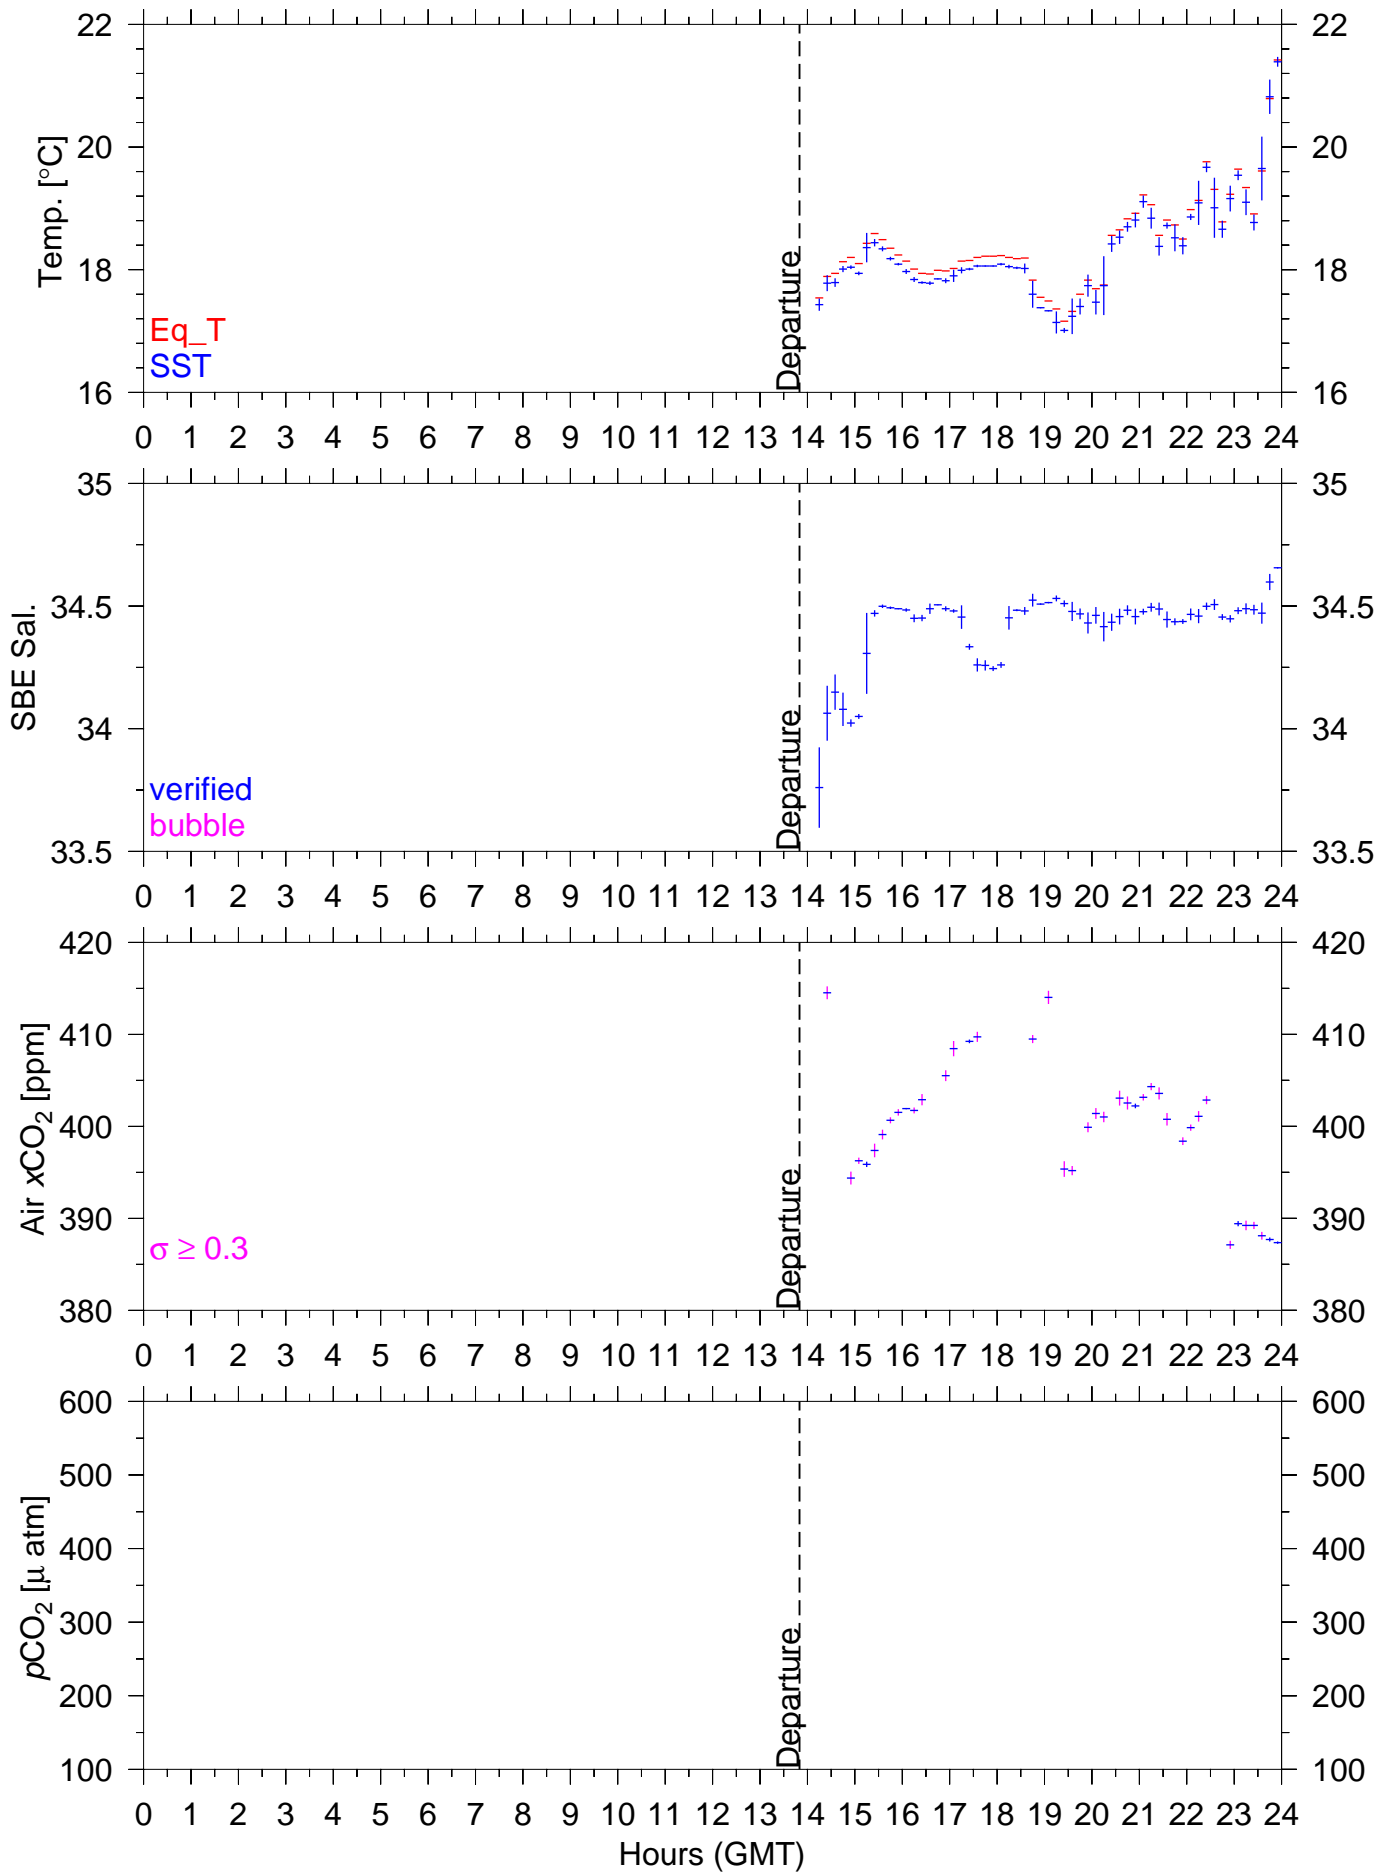 22 22
20 20
18 18
16 16
Temp. [°C]
Eq_T
SST
Departure
0 1 2 3 4 5 6 7 8 9 10 11 12 13 14 15 16 17 18 19 20 21 22 23 24
35 35
34.5 34.5
34 34
33.5 33.5
SBE Sal.
verified
bubble
Departure
0 1 2 3 4 5 6 7 8 9 10 11 12 13 14 15 16 17 18 19 20 21 22 23 24
420 420
410 410
400 400
390 390
380 380
Air xCO₂ [ppm]
σ ≥ 0.3
Departure
0 1 2 3 4 5 6 7 8 9 10 11 12 13 14 15 16 17 18 19 20 21 22 23 24
600 600
500 500
400 400
300 300
200 200
100 100
pCO₂ [μ atm]
Departure
0 1 2 3 4 5 6 7 8 9 10 11 12 13 14 15 16 17 18 19 20 21 22 23 24
Hours (GMT)